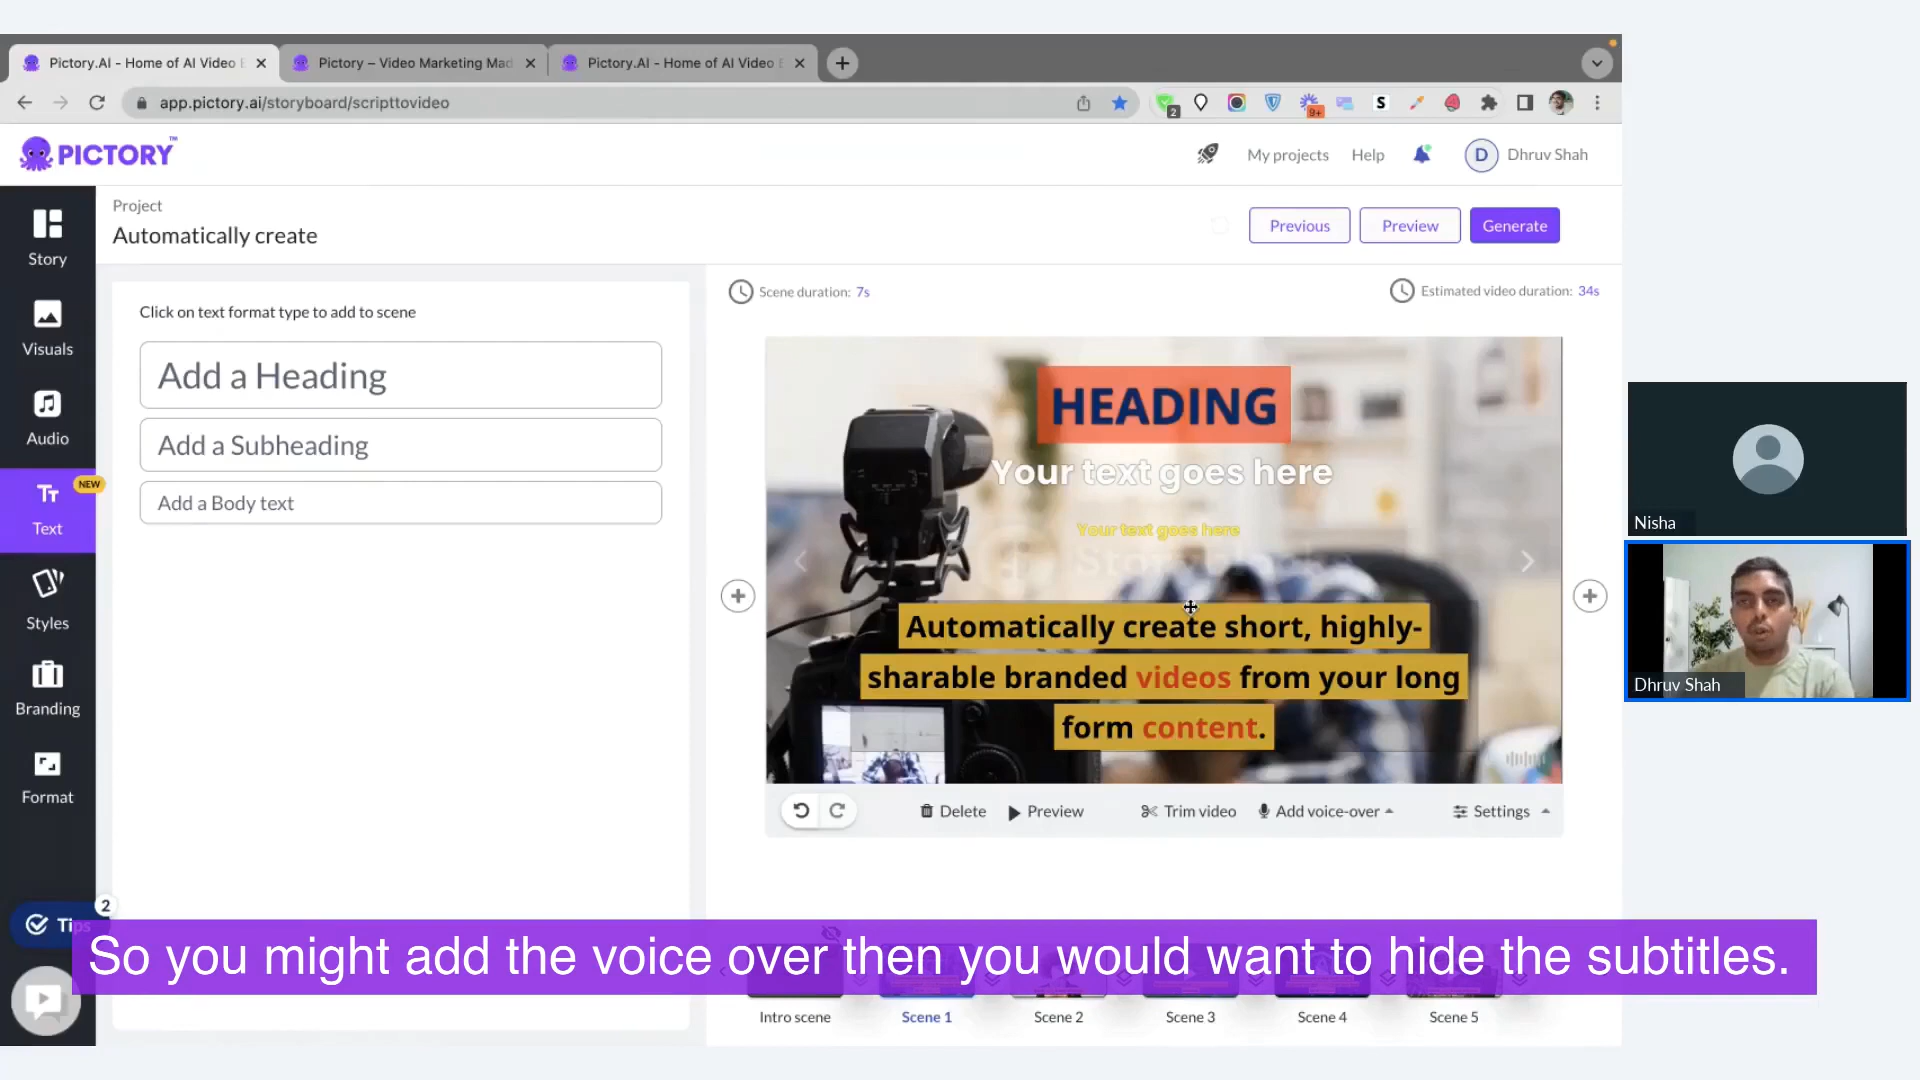 Pictory.AI - Home of AI Video E
Pictory – Video Marketing Mad
Pictory.AI - Home of AI Video E
app.pictory.ai/storyboard/scripttovideo
2
9+
S
PICTORY™
My projects
Help
D
Dhruv Shah
Story
Visuals
Audio
NEW
Text
Styles
Branding
Format
2
Tips
Project
Automatically create
Previous
Preview
Generate
Click on text format type to add to scene
Add a Heading
Add a Subheading
Add a Body text
Scene duration: 7s
Estimated video duration: 34s
HEADING
Your text goes here
Your text goes here
Automatically create short, highly-
sharable branded videos from your long
form content.
Delete
Preview
Trim video
Add voice-over
Settings
Nisha
Dhruv Shah
So you might add the voice over then you would want to hide the subtitles.
Intro scene
Scene 1
Scene 2
Scene 3
Scene 4
Scene 5